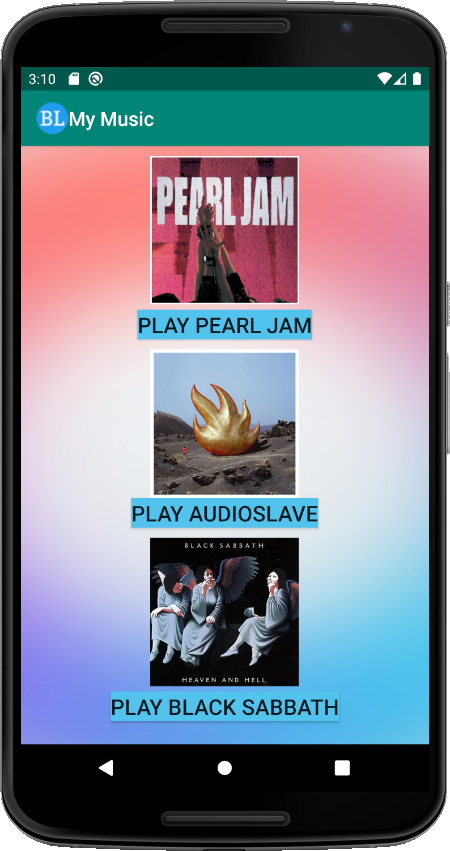 3:10
BL My Music
PEARL JAM
PLAY PEARL JAM
PLAY AUDIOSLAVE
BLACK SABBATH
HEAVEN AND HELL
PLAY BLACK SABBATH